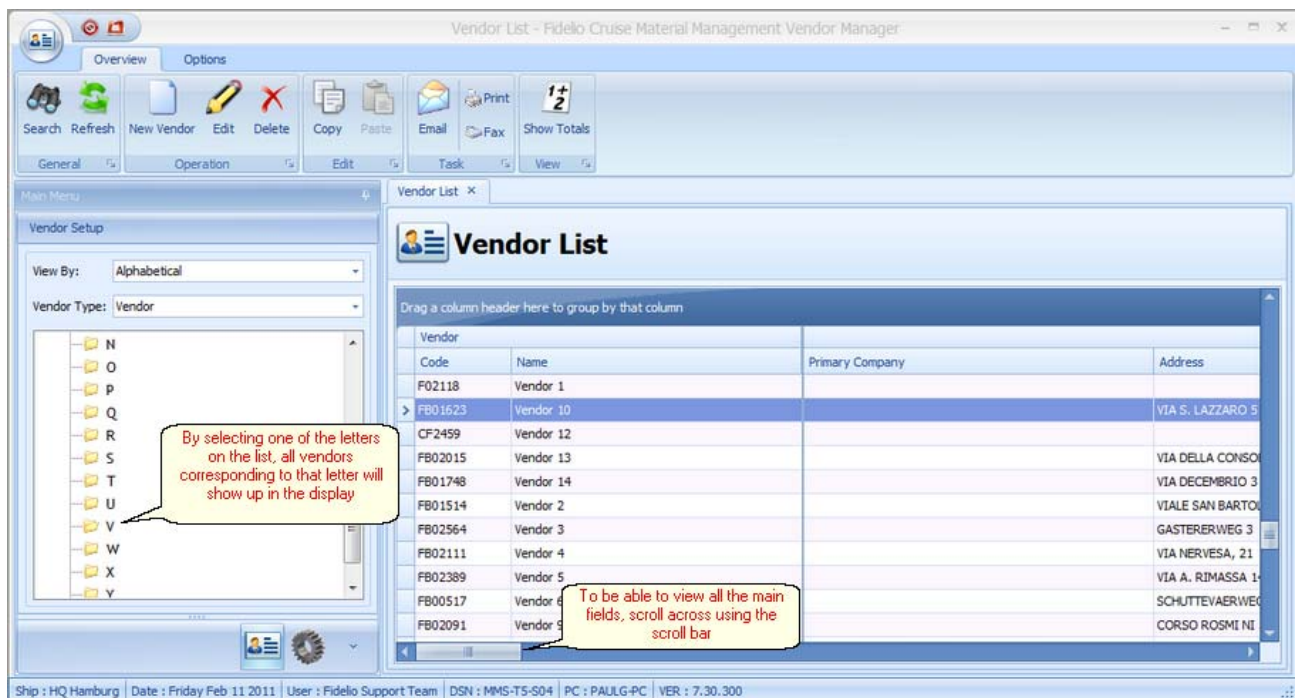 Vendor List - Fidelio Cruise Material Management Vendor Manager
Overview Options
Search Refresh New Vendor Edit Delete Copy Paste Email Print Fax Show Totals
General Operation Edit Task View
Main Menu
Vendor Setup
View By: Alphabetical
Vendor Type: Vendor
N
O
P
Q
R
S
T
U
V
W
X
Y
By selecting one of the letters
on the list, all vendors
corresponding to that letter will
show up in the display
Vendor List
Vendor List
Drag a column header here to group by that column
Vendor
Code Name Primary Company Address
F02118 Vendor 1
FB01623 Vendor 10 VIA S. LAZZARO 5
CF2459 Vendor 12
FB02015 Vendor 13 VIA DELLA CONSOL
FB01748 Vendor 14 VIA DECEMBRIO 3
FB01514 Vendor 2 VIALE SAN BARTOL
FB02564 Vendor 3 GASTERERWEG 3
FB02111 Vendor 4 VIA NERVESA, 21
FB02389 Vendor 5 VIA A. RIMASSA 1
FB00517 Vendor SCHUTTEVAERWEG
FB02091 Vendor 9 CORSO ROSMI NI
To be able to view all the main
fields, scroll across using the
scroll bar
Ship : HQ Hamburg Date : Friday Feb 11 2011 User : Fidelio Support Team DSN : MMS-T5-S04 PC : PAULG-PC VER : 7.30.300